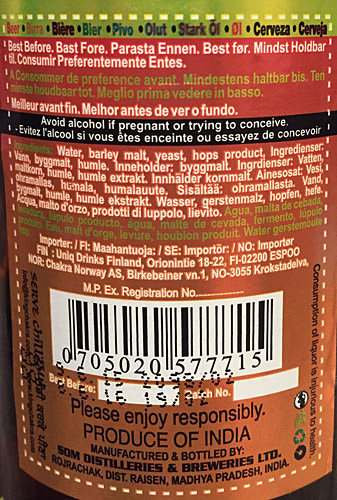 Beer • Birra • Bière • Bier • Pivo • Olut • Stark Öl • Øl • Cerveza • Cerveja
Best Before. Bast Fore. Parasta Ennen. Best før. Mindst Holdbar
til. Consumir Preferentemente Entes.
A Consommer de preference avant. Mindestens haltbar bis. Ten
minste houdbaar tot. Meglio prima vedere in basso.
Meilleur avant fin. Melhor antes de ver o fundo.
Avoid alcohol if pregnant or trying to conceive.
- Evitez l'alcool si vous êtes enceinte ou essayez de concevoir
Ingredients: Water, barley malt, yeast, hops product, Ingredienser:
Vann, byggmalt, humle. Inneholder: byggmalt. Ingredienser: Vatten,
maltkorn, humle, humle extrakt. Innhåller kornmalt. Ainesosat: Vesi,
ohramallas, humala, humalauute. Sisältää: ohramallasta. Vand,
bygmalt, humle, humle ekstrakt. Wasser, gerstenmalz, hopfen, hefe.
Acqua, malto d'orzo, prodotti di luppolo, lievito. Agua, malta de cebada,
levadura, lúpulo producto, água, malte de cevada, fermento, lúpulo
produto. Eau, malt d'orge, levure, houblon produit. Water gerstemoute
Importer: / FI: Maahantuoja: / SE: Importör: / NO: Importør
FIN : Uniq Drinks Finland, Orionintie 18-22, FI-02200 ESPOO
NOR: Chakra Norway AS, Birkebeiner vn.1, NO-3055 Krokstadelva,
M.P. Ex. Registration No.
0 705020 577715
Best Before:
Batch No.
Please enjoy responsibly.
PRODUCE OF INDIA
MANUFACTURED & BOTTLED BY:
SOM DISTILLERIES & BREWERIES LTD.
ROJRACHAK, DIST. RAISEN, MADHYA PRADESH, INDIA.
Consumption of liquor is injurious to health
serve chilled